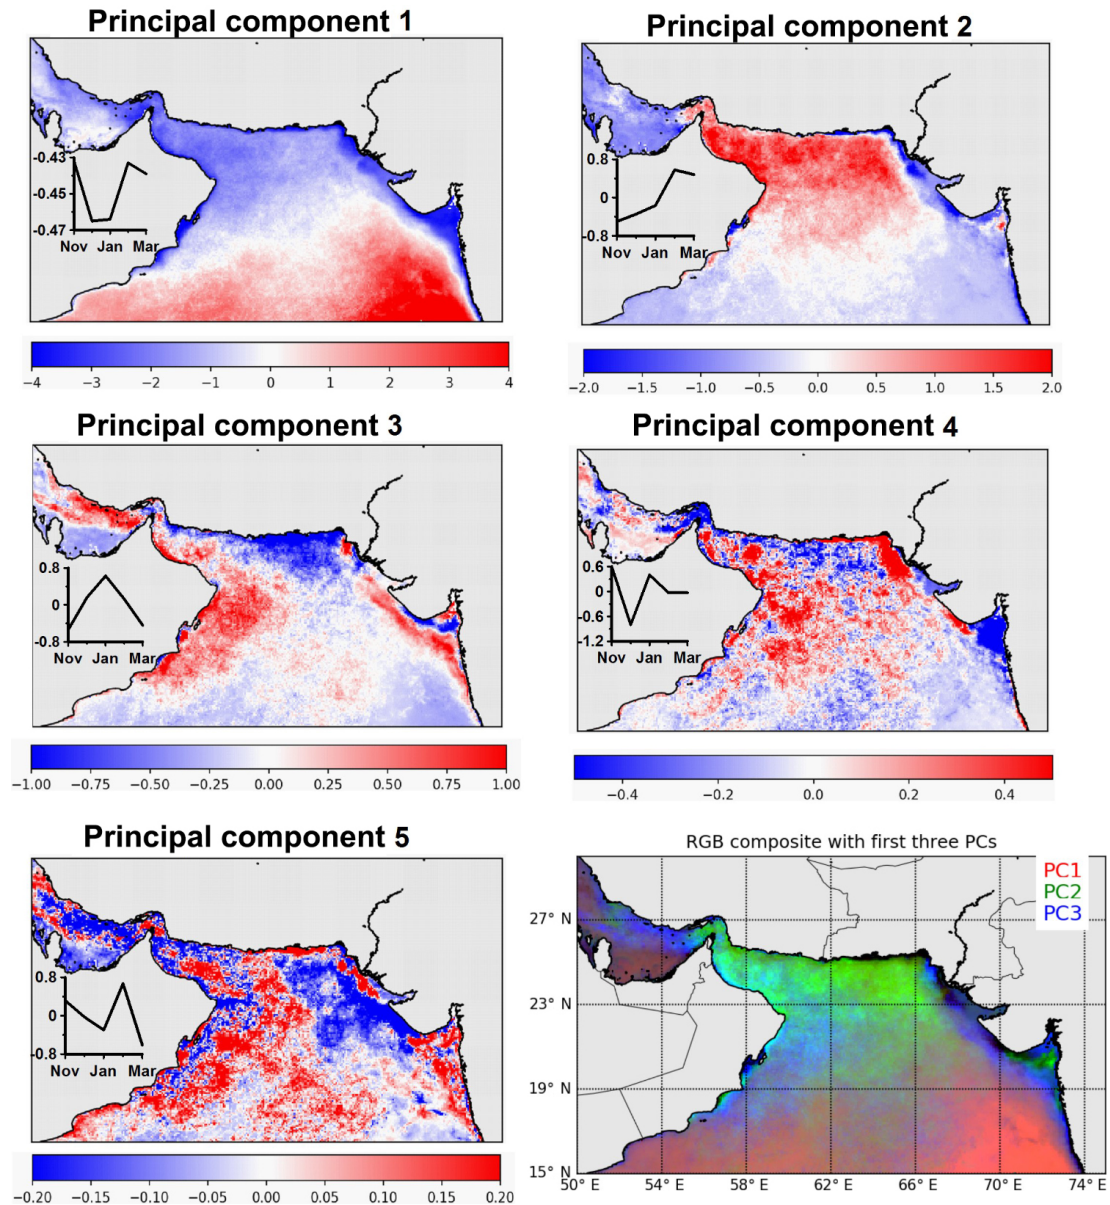 Principal component 1
-0.43
-0.45
-0.47
Nov Jan Mar
−4 −3 −2 −1 0 1 2 3 4
Principal component 2
0.8
0
-0.8
Nov Jan Mar
−2.0 −1.5 −1.0 −0.5 0.0 0.5 1.0 1.5 2.0
Principal component 3
0.8
0
-0.8
Nov Jan Mar
−1.00 −0.75 −0.50 −0.25 0.00 0.25 0.50 0.75 1.00
Principal component 4
0.6
0
-0.6
-1.2
Nov Jan Mar
−0.4 −0.2 0.0 0.2 0.4
Principal component 5
0.8
0
-0.8
Nov Jan Mar
−0.20 −0.15 −0.10 −0.05 0.00 0.05 0.10 0.15 0.20
RGB composite with first three PCs
PC1
PC2
PC3
27° N
23° N
19° N
15° N
50° E 54° E 58° E 62° E 66° E 70° E 74° E